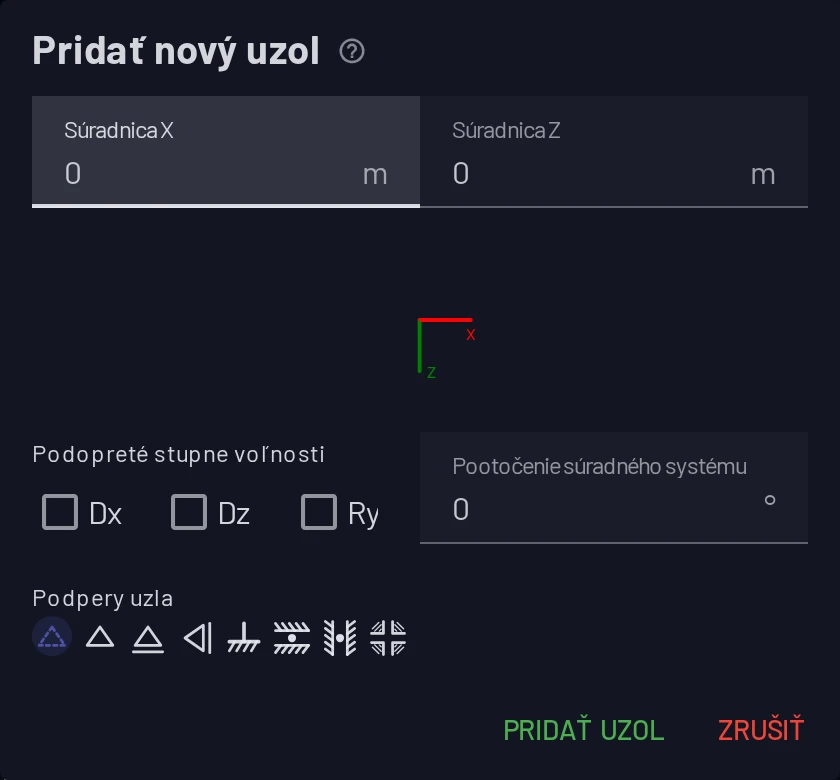 Pridať nový uzol ?
Súradnica X
0 m
Súradnica Z
0 m
x
z
Podopreté stupne voľnosti
Dx Dz Ry
Pootočenie súradného systému
0 °
Podpery uzla
PRIDAŤ UZOL ZRUŠIŤ